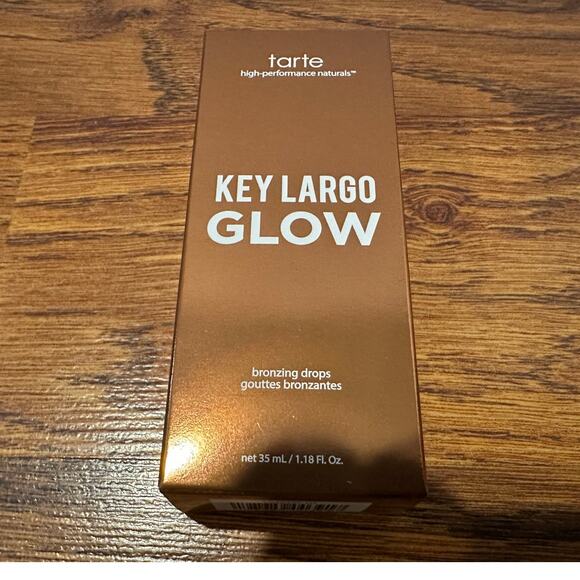 tarte
high-performance naturals™
KEY LARGO
GLOW
bronzing drops
gouttes bronzantes
net 35 mL / 1.18 Fl. Oz.